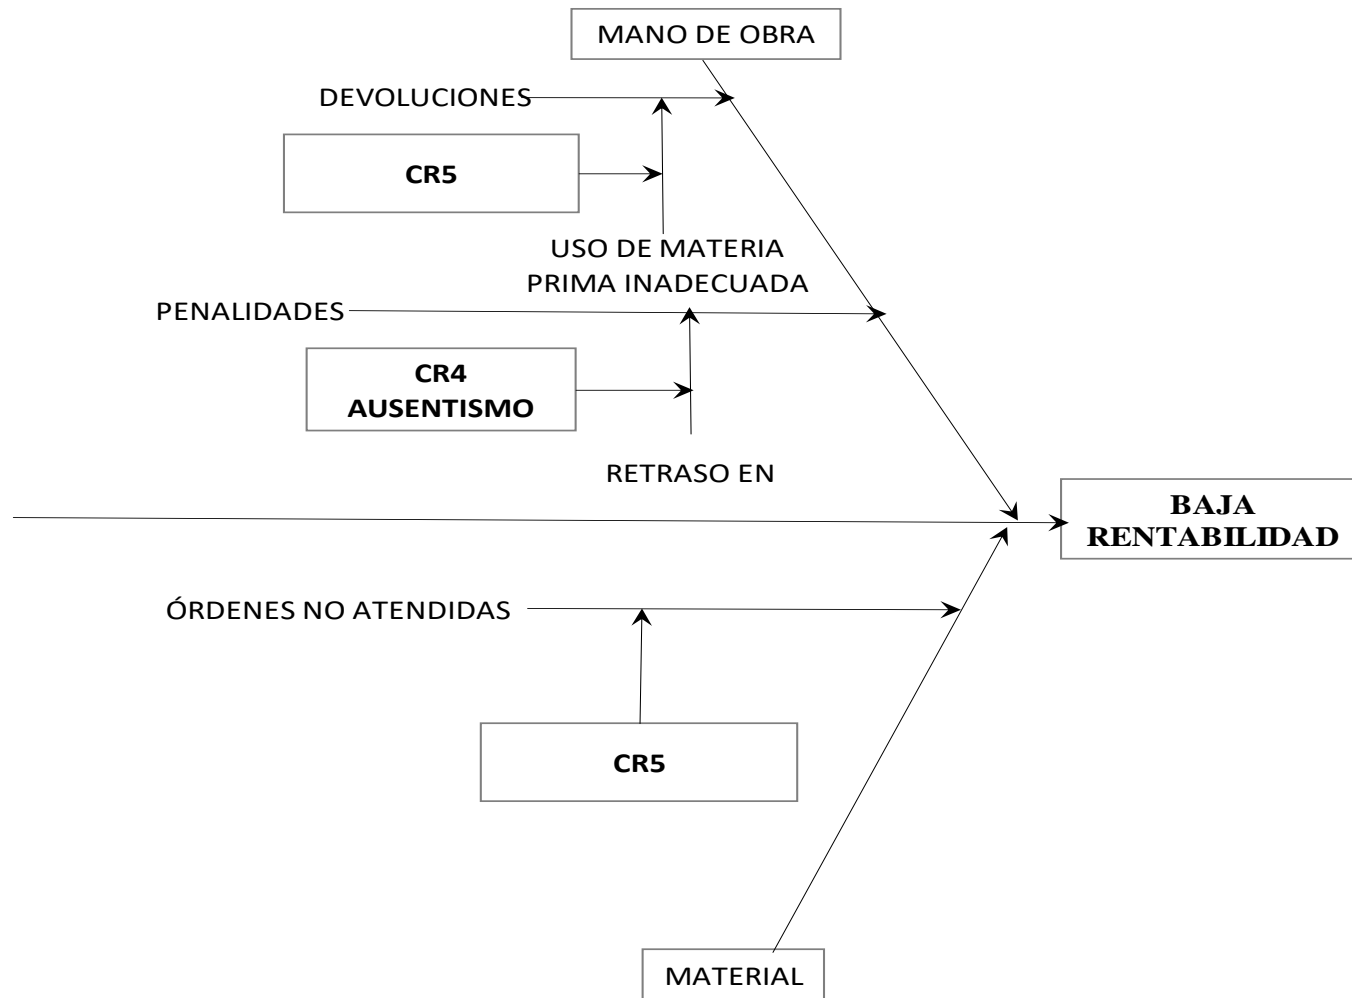 MANO DE OBRA
DEVOLUCIONES
CR5
USO DE MATERIA
PRIMA INADECUADA
PENALIDADES
CR4
AUSENTISMO
RETRASO EN
BAJA
RENTABILIDAD
ÓRDENES NO ATENDIDAS
CR5
MATERIAL